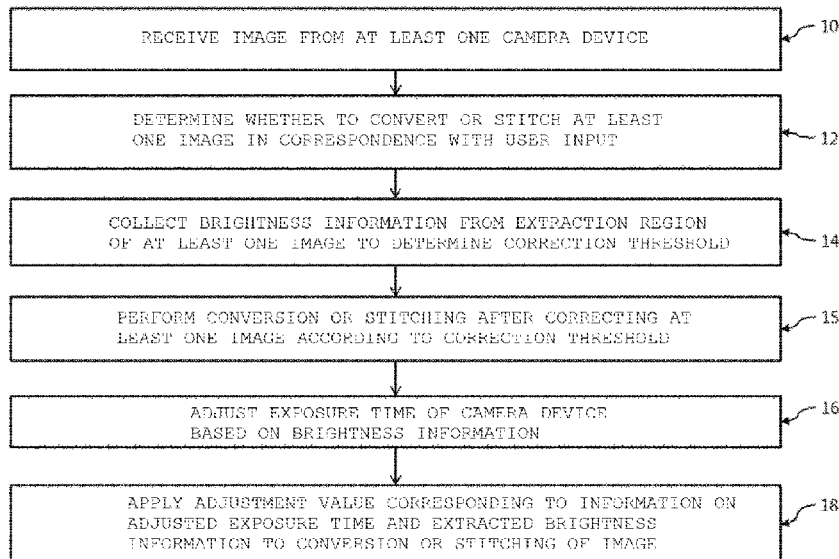 RECEIVE IMAGE FROM AT LEAST ONE CAMERA DEVICE
10
DETERMINE WHETHER TO CONVERT OR STITCH AT LEAST
ONE IMAGE IN CORRESPONDENCE WITH USER INPUT
12
COLLECT BRIGHTNESS INFORMATION FROM EXTRACTION REGION
OF AT LEAST ONE IMAGE TO DETERMINE CORRECTION THRESHOLD
14
PERFORM CONVERSION OR STITCHING AFTER CORRECTING AT
LEAST ONE IMAGE ACCORDING TO CORRECTION THRESHOLD
15
ADJUST EXPOSURE TIME OF CAMERA DEVICE
BASED ON BRIGHTNESS INFORMATION
16
APPLY ADJUSTMENT VALUE CORRESPONDING TO INFORMATION ON
ADJUSTED EXPOSURE TIME AND EXTRACTED BRIGHTNESS
INFORMATION TO CONVERSION OR STITCHING OF IMAGE
18